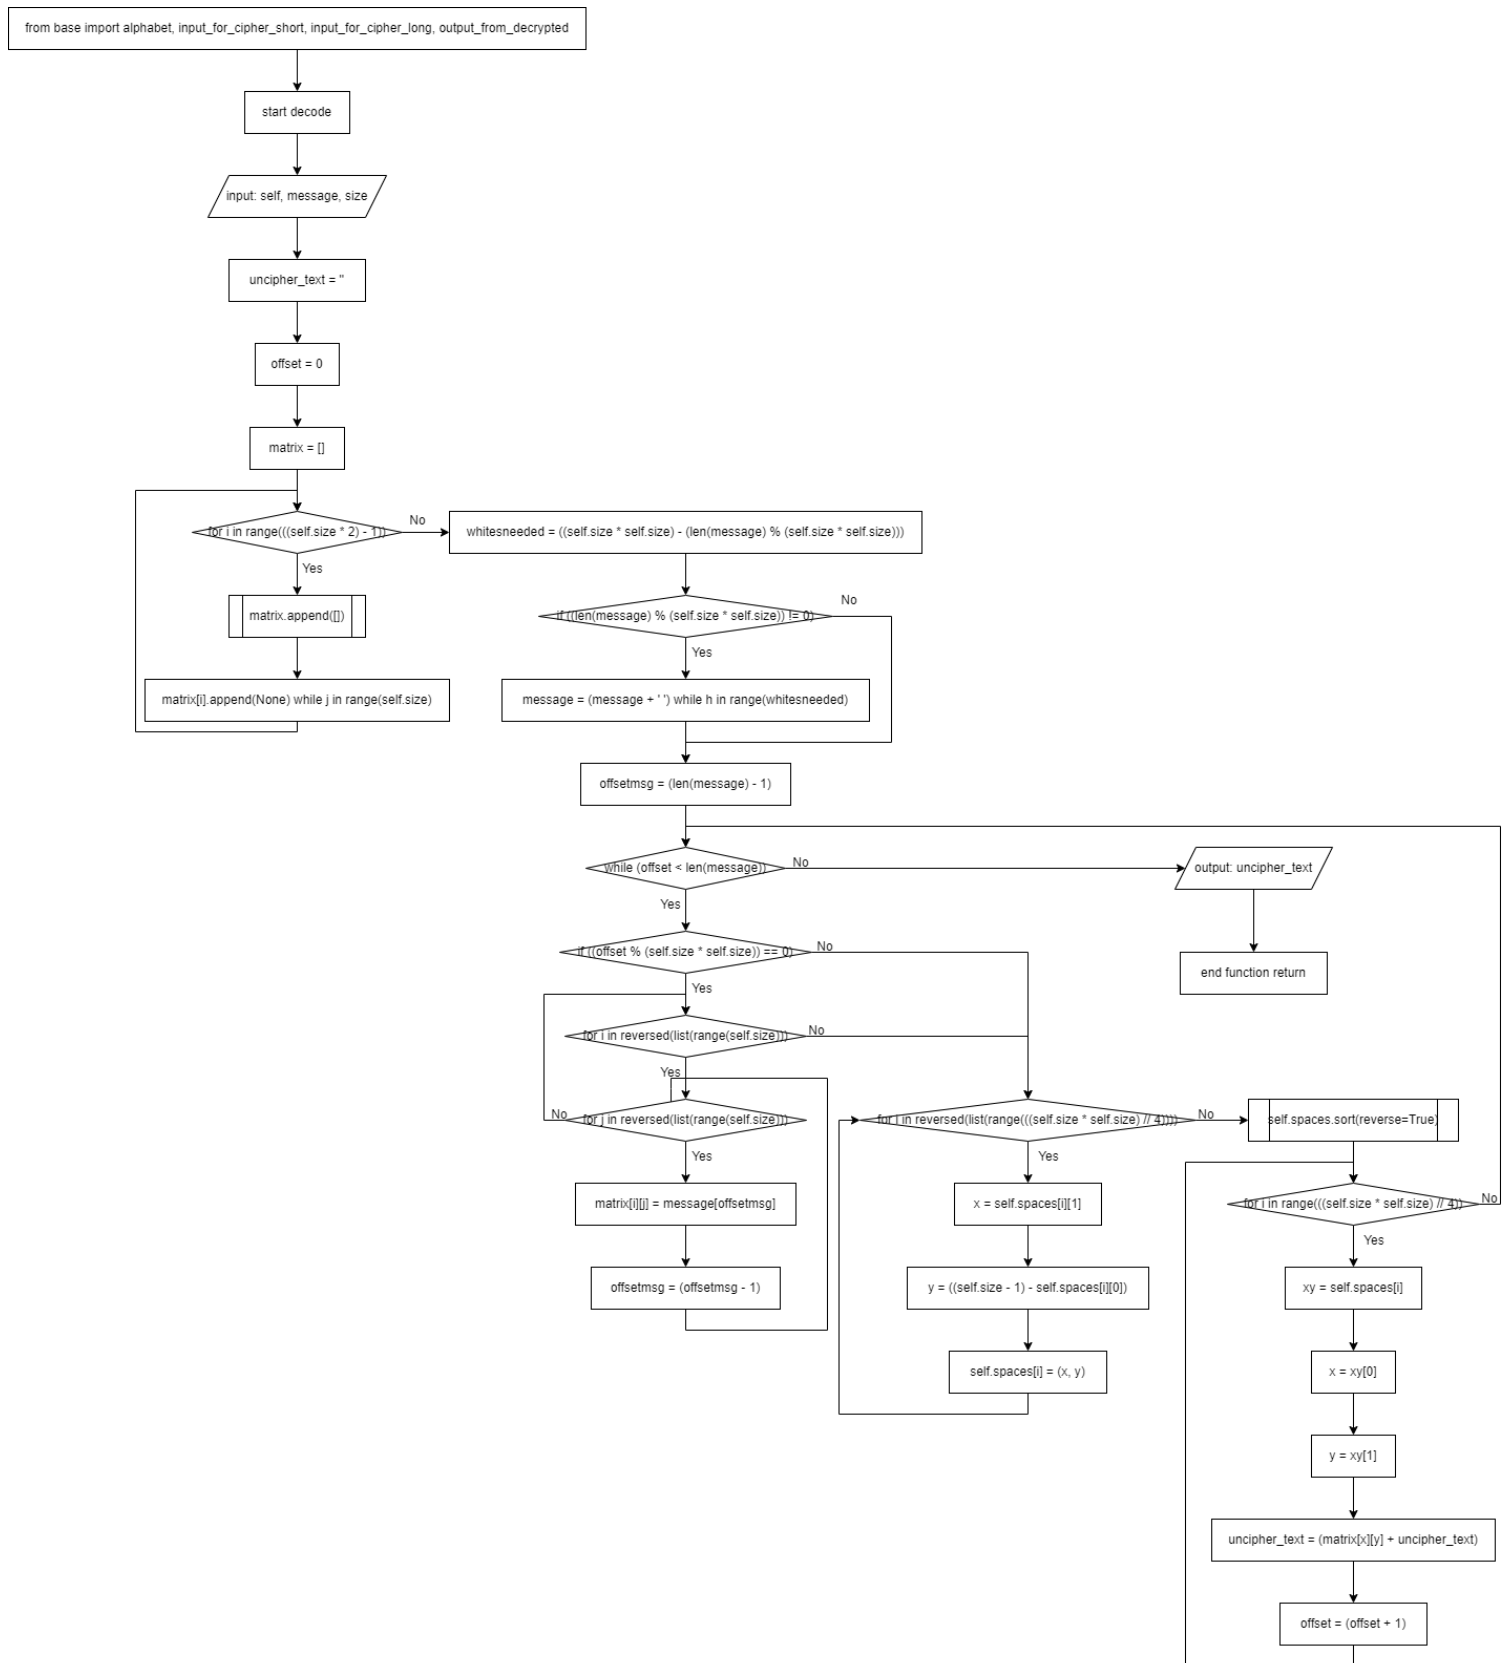 from base import alphabet, input_for_cipher_short, input_for_cipher_long, output_from_decrypted
start decode
input: self, message, size
uncipher_text = ''
offset = 0
matrix = []
for i in range(((self.size * 2) - 1))
No
whitesneeded = ((self.size * self.size) - (len(message) % (self.size * self.size)))
Yes
matrix.append([])
if ((len(message) % (self.size * self.size)) != 0)
No
Yes
matrix[i].append(None) while j in range(self.size)
message = (message + ' ') while h in range(whitesneeded)
offsetmsg = (len(message) - 1)
while (offset < len(message))
No
output: uncipher_text
Yes
if ((offset % (self.size * self.size)) == 0)
No
end function return
Yes
for i in reversed(list(range(self.size)))
No
Yes
No
for j in reversed(list(range(self.size)))
for i in reversed(list(range(((self.size * self.size) // 4))))
No
self.spaces.sort(reverse=True)
Yes
Yes
matrix[i][j] = message[offsetmsg]
x = self.spaces[i][1]
for i in range(((self.size * self.size) // 4))
No
Yes
offsetmsg = (offsetmsg - 1)
y = ((self.size - 1) - self.spaces[i][0])
xy = self.spaces[i]
self.spaces[i] = (x, y)
x = xy[0]
y = xy[1]
uncipher_text = (matrix[x][y] + uncipher_text)
offset = (offset + 1)